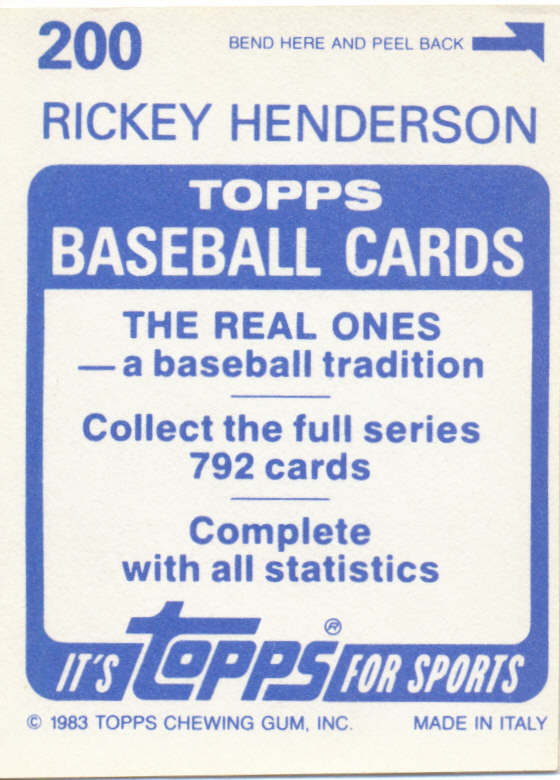 200 BEND HERE AND PEEL BACK
RICKEY HENDERSON
TOPPS
BASEBALL CARDS
THE REAL ONES
— a baseball tradition
Collect the full series
792 cards
Complete
with all statistics
IT'S TOPPS® FOR SPORTS
© 1983 TOPPS CHEWING GUM, INC. MADE IN ITALY